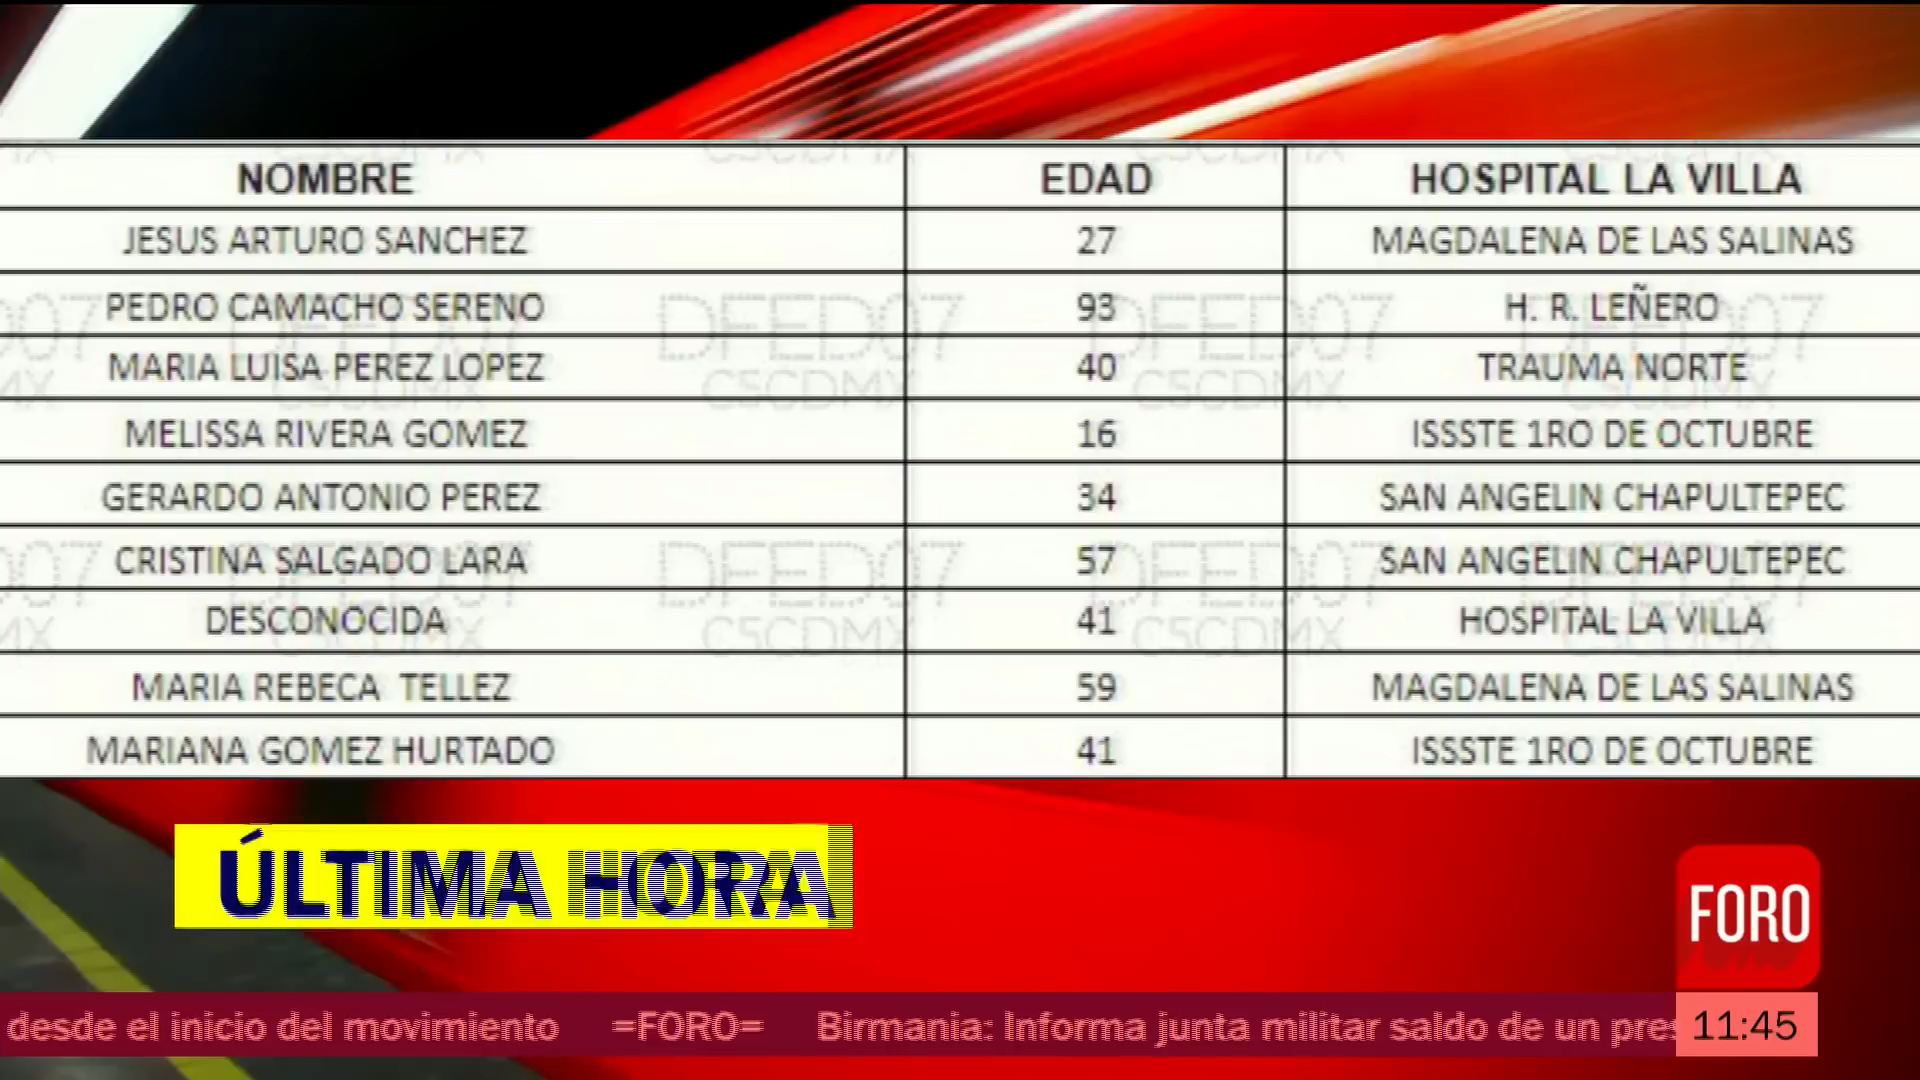 NOMBRE EDAD HOSPITAL LA VILLA
JESUS ARTURO SANCHEZ 27 MAGDALENA DE LAS SALINAS
PEDRO CAMACHO SERENO 93 H. R. LEÑERO
MARIA LUISA PEREZ LOPEZ 40 TRAUMA NORTE
MELISSA RIVERA GOMEZ 16 ISSSTE 1RO DE OCTUBRE
GERARDO ANTONIO PEREZ 34 SAN ANGELIN CHAPULTEPEC
CRISTINA SALGADO LARA 57 SAN ANGELIN CHAPULTEPEC
DESCONOCIDA 41 HOSPITAL LA VILLA
MARIA REBECA TELLEZ 59 MAGDALENA DE LAS SALINAS
MARIANA GOMEZ HURTADO 41 ISSSTE 1RO DE OCTUBRE
DFED07
C5CDMX
ÚLTIMA HORA
FORO
desde el inicio del movimiento =FORO= Birmania: Informa junta militar saldo de un pres
11:45